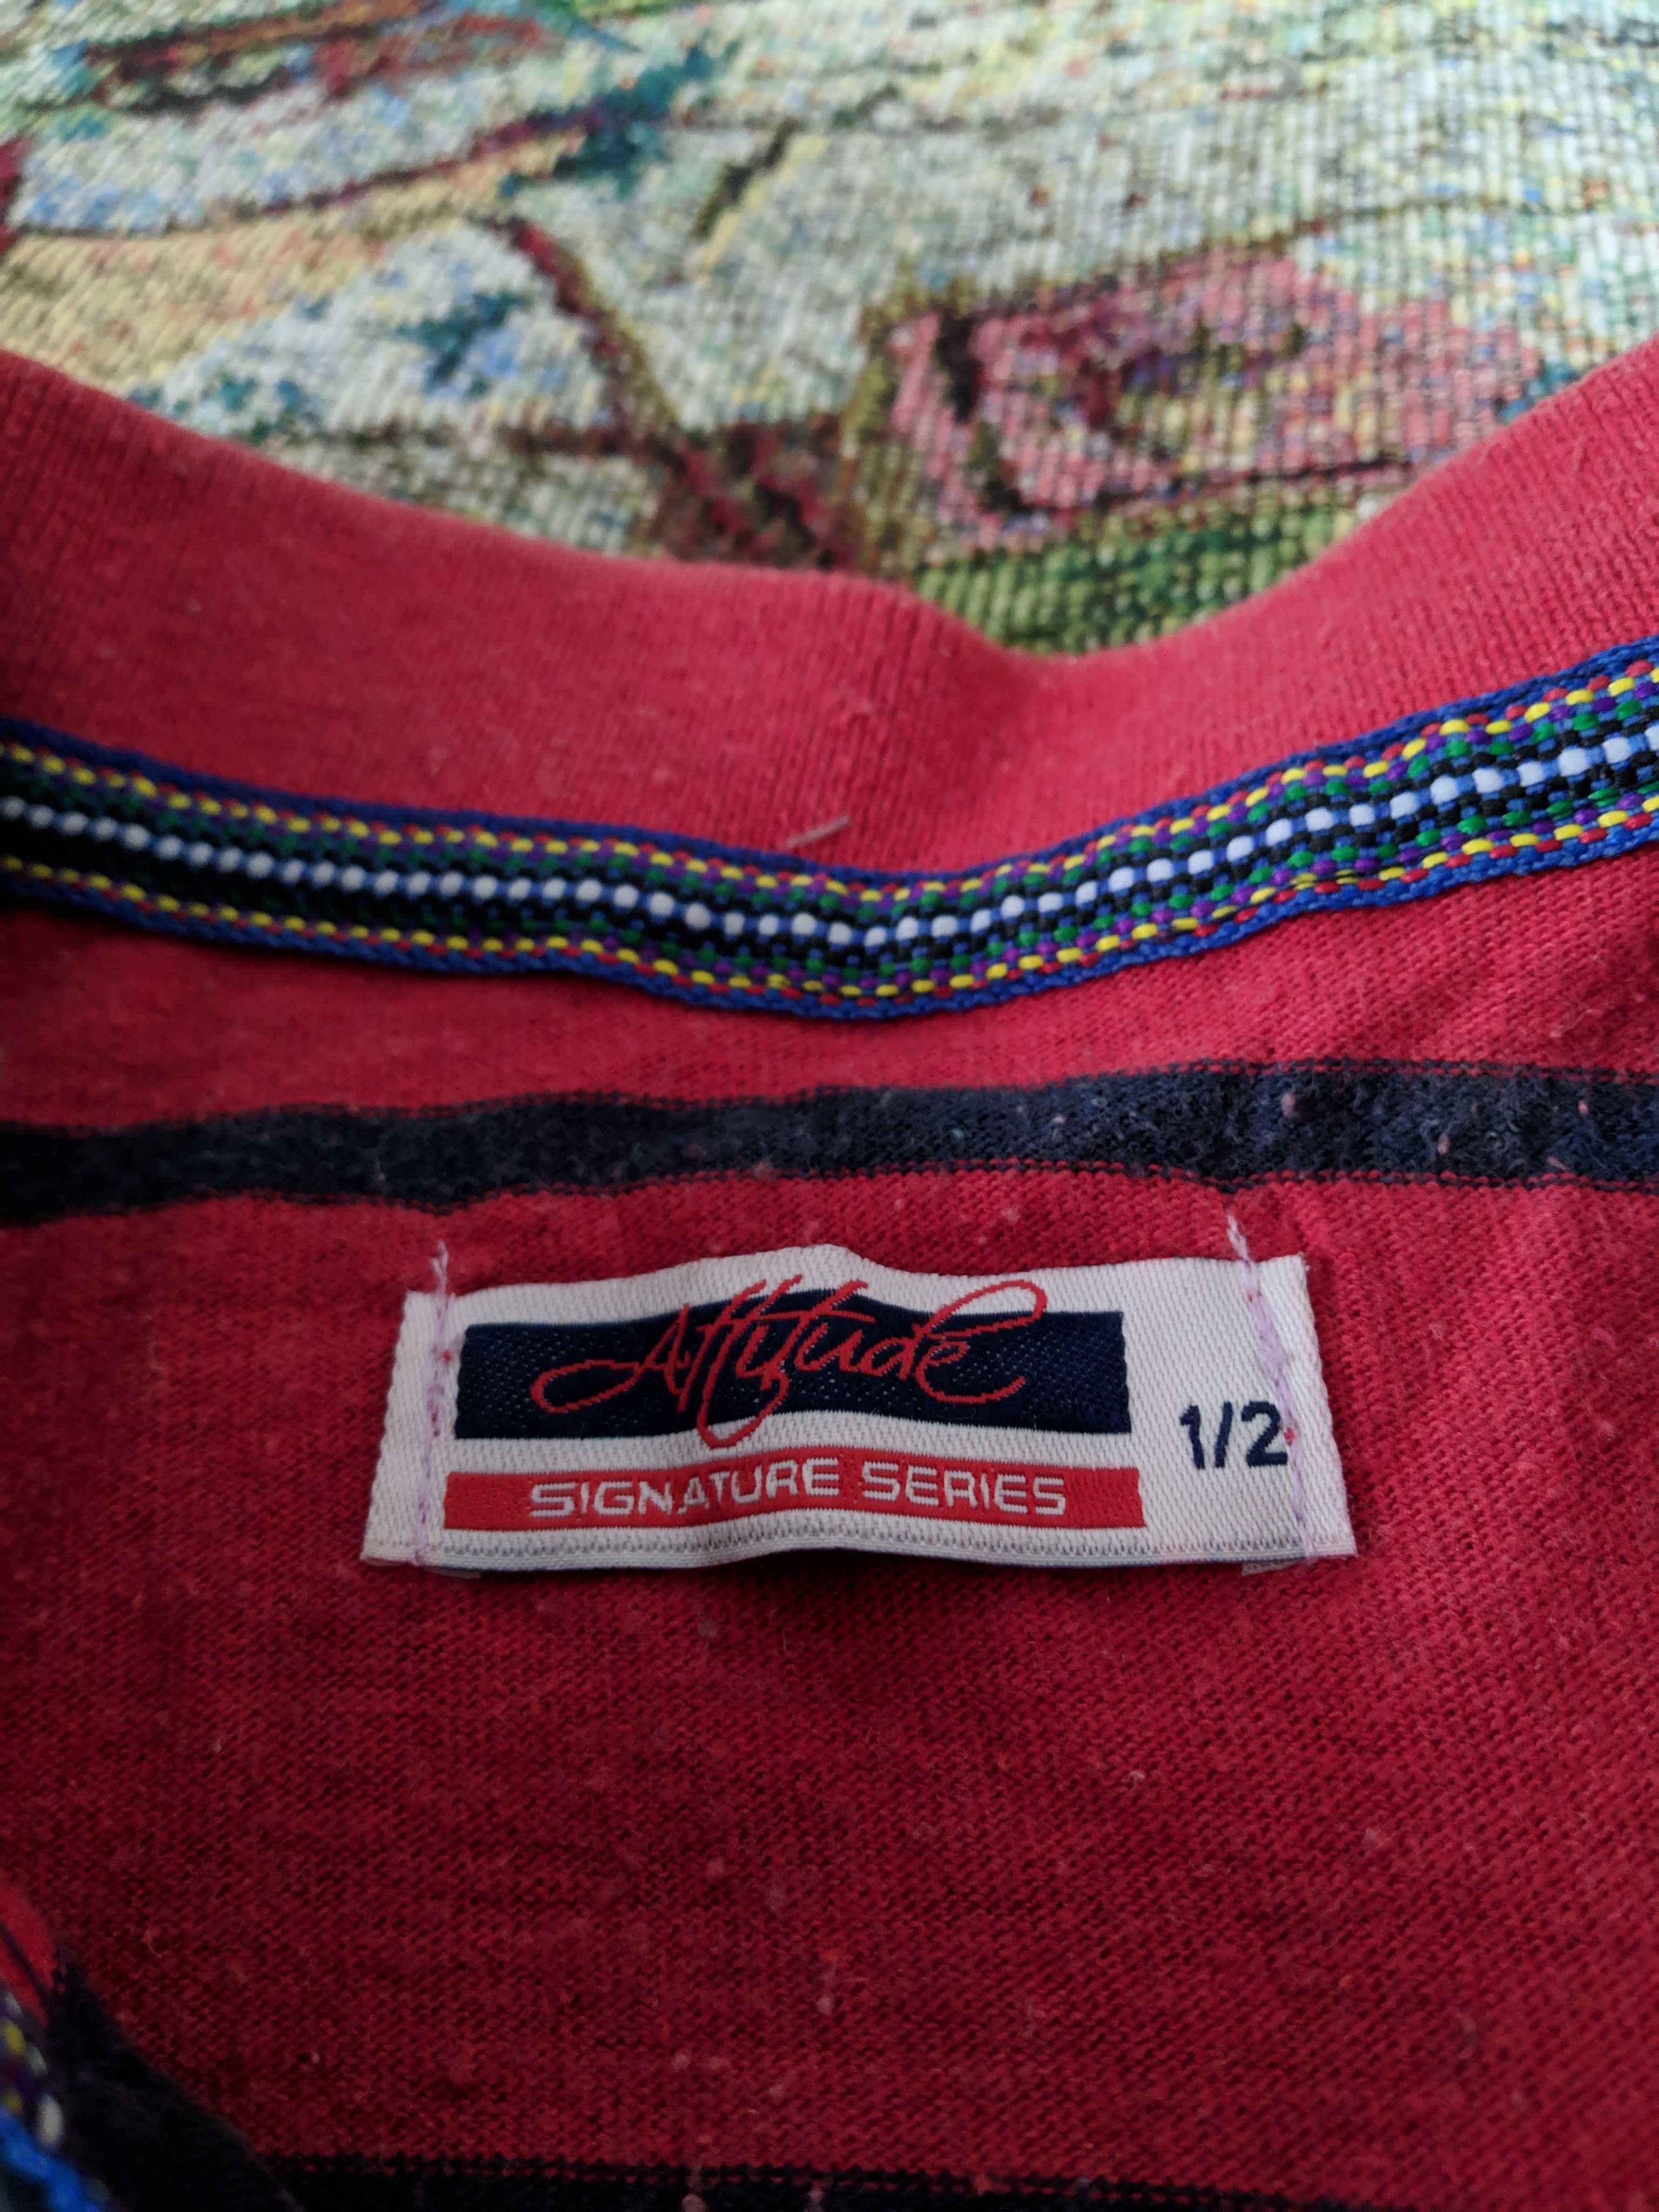 Attitude
SIGNATURE SERIES
1/2